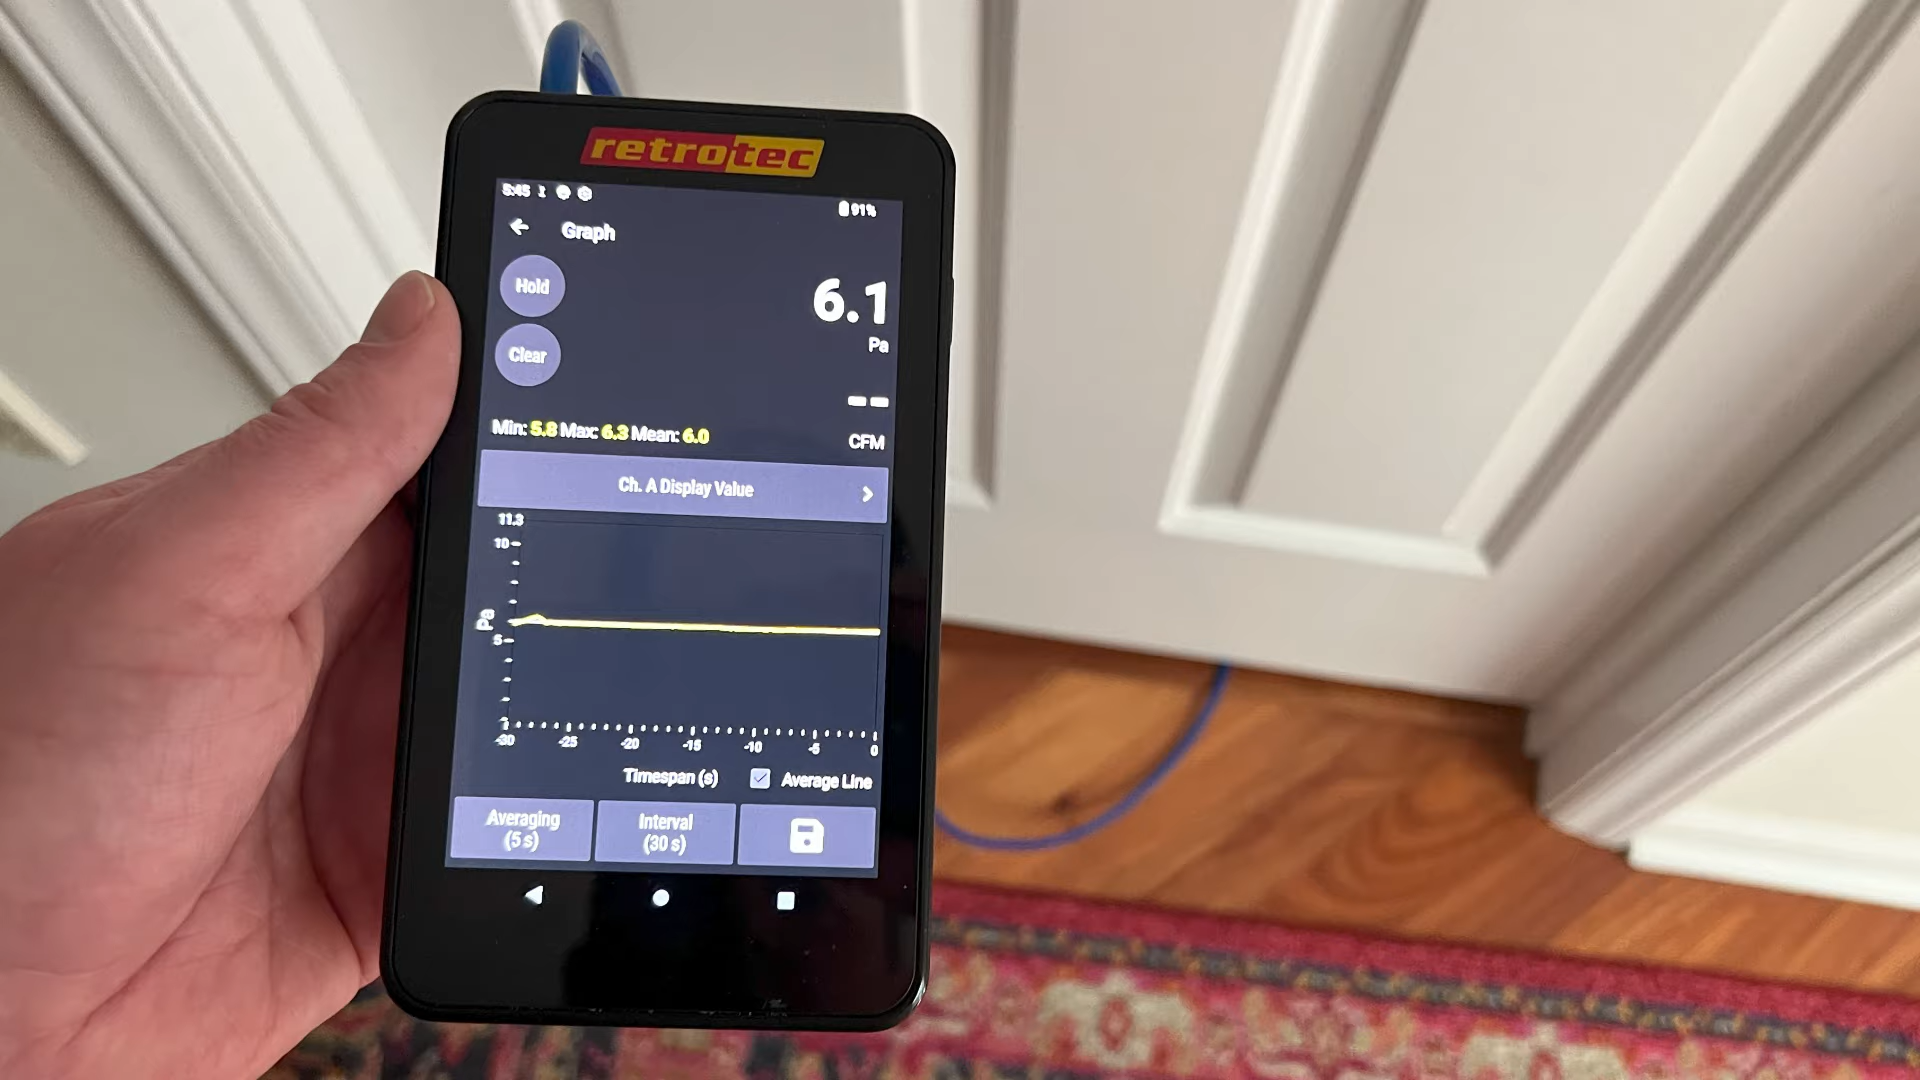 retrotec
5:45
91%
Graph
Hold
6.1
Pa
Clear
--
Min: 5.8 Max: 6.3 Mean: 6.0
CFM
Ch. A Display Value
11.3
10
Pa
5
-30 -25 -20 -15 -10 -5 0
Timespan (s)
Average Line
Averaging
(5 s)
Interval
(30 s)